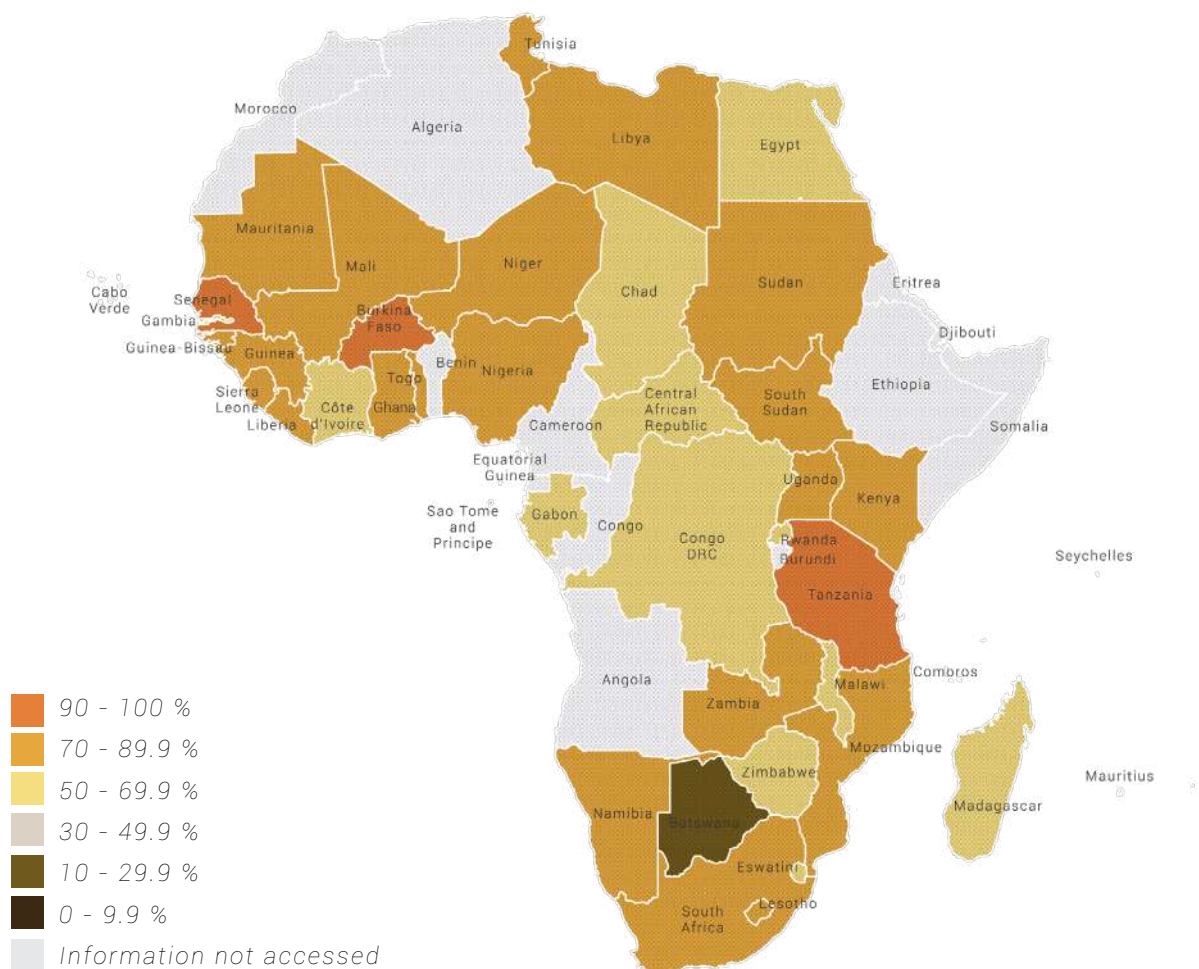 Tunisia
Morocco
Algeria
Libya
Egypt
Mauritania
Mali
Niger
Chad
Sudan
Eritrea
Cabo
Verde
Senegal
Gambia
Burkina
Faso
Djibouti
Guinea-Bissau
Guinea
Benin
Nigeria
Togo
Ethiopia
Sierra
Leone
Liberia
Côte
d'Ivoire
Ghana
Cameroon
Central
African
Republic
South
Sudan
Somalia
Equatorial
Guinea
Uganda
Kenya
Sao Tome
and
Principe
Gabon
Congo
Congo
DRC
Rwanda
Burundi
Seychelles
Tanzania
Angola
Comoros
Malawi
Zambia
Mozambique
Zimbabwe
Mauritius
Namibia
Botswana
Madagascar
Eswatini
Lesotho
South
Africa
90 - 100 %
70 - 89.9 %
50 - 69.9 %
30 - 49.9 %
10 - 29.9 %
0 - 9.9 %
Information not accessed